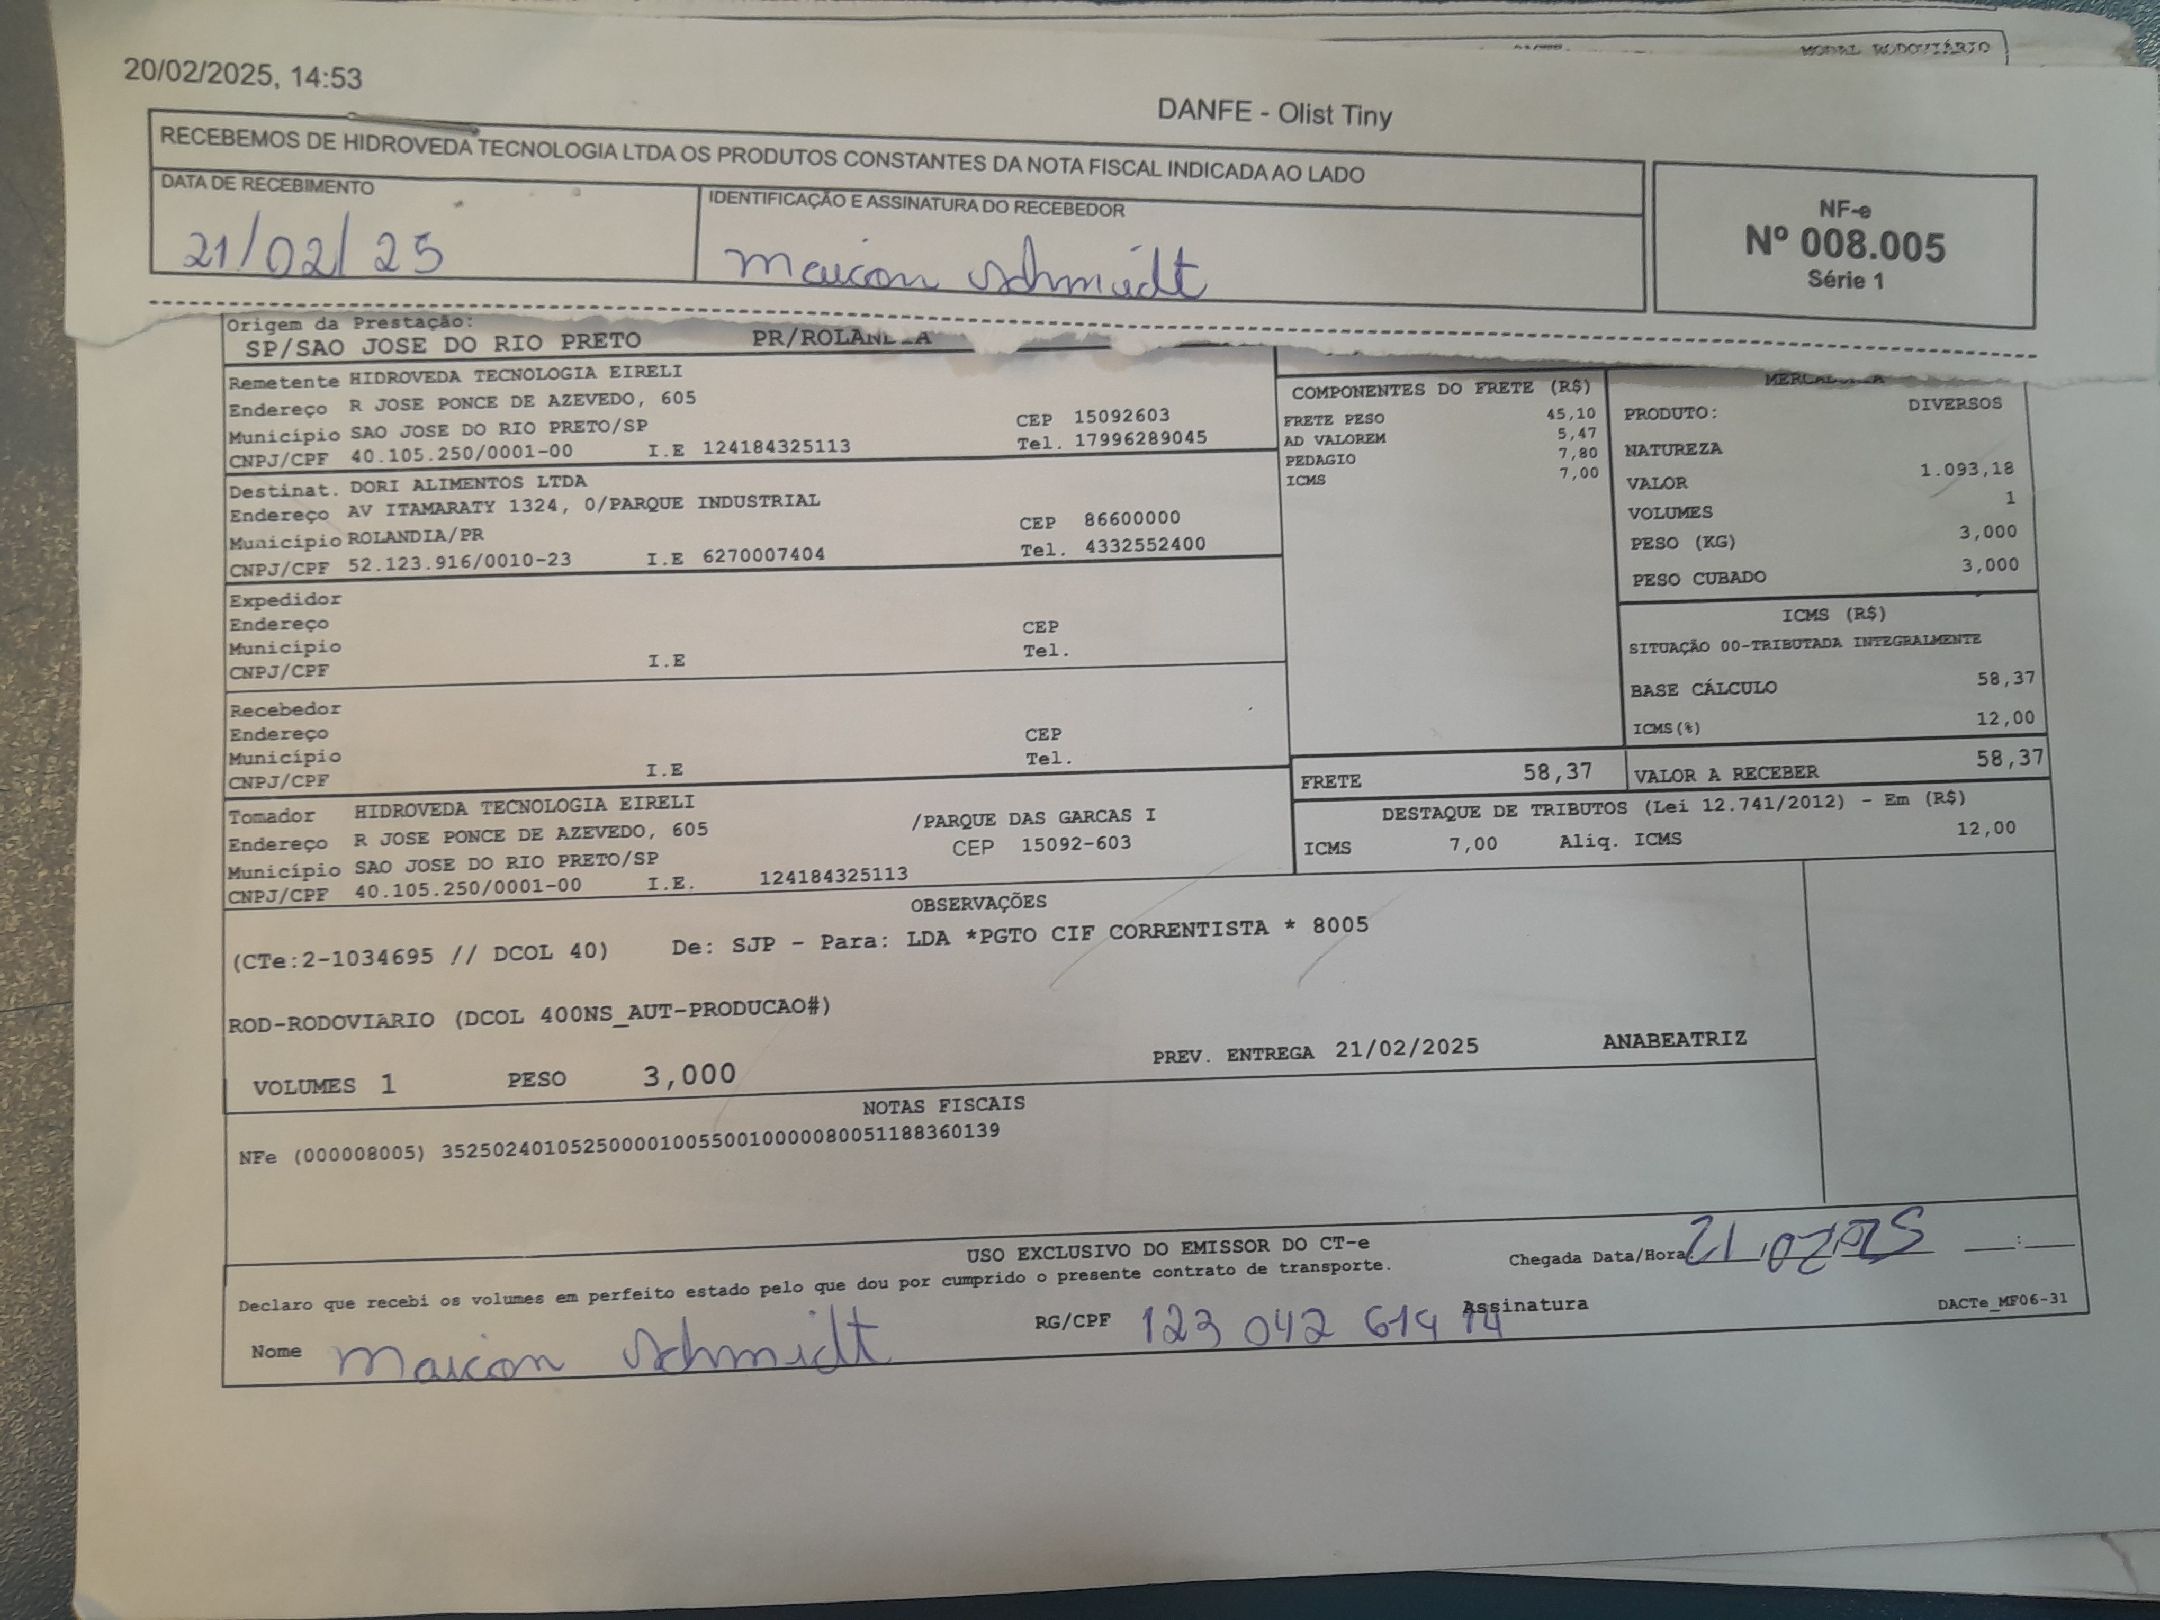 MODAL RODOVIÁRIO
20/02/2025, 14:53
DANFE - Olist Tiny
RECEBEMOS DE HIDROVEDA TECNOLOGIA LTDA OS PRODUTOS CONSTANTES DA NOTA FISCAL INDICADA AO LADO
DATA DE RECEBIMENTO
IDENTIFICAÇÃO E ASSINATURA DO RECEBEDOR
21/02/25
Maicon Schmidt
NF-e
Nº 008.005
Série 1
Origem da Prestação:
SP/SAO JOSE DO RIO PRETO PR/ROLANDIA
Remetente HIDROVEDA TECNOLOGIA EIRELI
Endereço R JOSE PONCE DE AZEVEDO, 605
Município SAO JOSE DO RIO PRETO/SP CEP 15092603
CNPJ/CPF 40.105.250/0001-00 I.E 124184325113 Tel. 17996289045
Destinat. DORI ALIMENTOS LTDA
Endereço AV ITAMARATY 1324, 0/PARQUE INDUSTRIAL
Município ROLANDIA/PR CEP 86600000
CNPJ/CPF 52.123.916/0010-23 I.E 6270007404 Tel. 4332552400
Expedidor
Endereço
Município CEP
CNPJ/CPF I.E Tel.
Recebedor
Endereço
Município CEP
CNPJ/CPF I.E Tel.
Tomador HIDROVEDA TECNOLOGIA EIRELI
Endereço R JOSE PONCE DE AZEVEDO, 605 /PARQUE DAS GARCAS I
Município SAO JOSE DO RIO PRETO/SP CEP 15092-603
CNPJ/CPF 40.105.250/0001-00 I.E. 124184325113
COMPONENTES DO FRETE (R$)
FRETE PESO 45,10
AD VALOREM 5,47
PEDAGIO 7,80
ICMS 7,00
MERCADORIA
PRODUTO: DIVERSOS
NATUREZA
VALOR 1.093,18
VOLUMES 1
PESO (KG) 3,000
PESO CUBADO 3,000
ICMS (R$)
SITUAÇÃO 00-TRIBUTADA INTEGRALMENTE
BASE CÁLCULO 58,37
ICMS(%) 12,00
FRETE 58,37 VALOR A RECEBER 58,37
DESTAQUE DE TRIBUTOS (Lei 12.741/2012) - Em (R$)
ICMS 7,00 Aliq. ICMS 12,00
OBSERVAÇÕES
(CTe:2-1034695 // DCOL 40) De: SJP - Para: LDA *PGTO CIF CORRENTISTA * 8005
ROD-RODOVIARIO (DCOL 400NS_AUT-PRODUCAO#)
VOLUMES 1 PESO 3,000 PREV. ENTREGA 21/02/2025 ANABEATRIZ
NOTAS FISCAIS
NFe (000008005) 35250240105250000100550010000080051188360139
USO EXCLUSIVO DO EMISSOR DO CT-e
Chegada Data/Hora: 21/02/2025 __:__
Declaro que recebi os volumes em perfeito estado pelo que dou por cumprido o presente contrato de transporte.
Nome Maicon Schmidt RG/CPF 123 042 619 14 Assinatura
DACTe_MF06-31